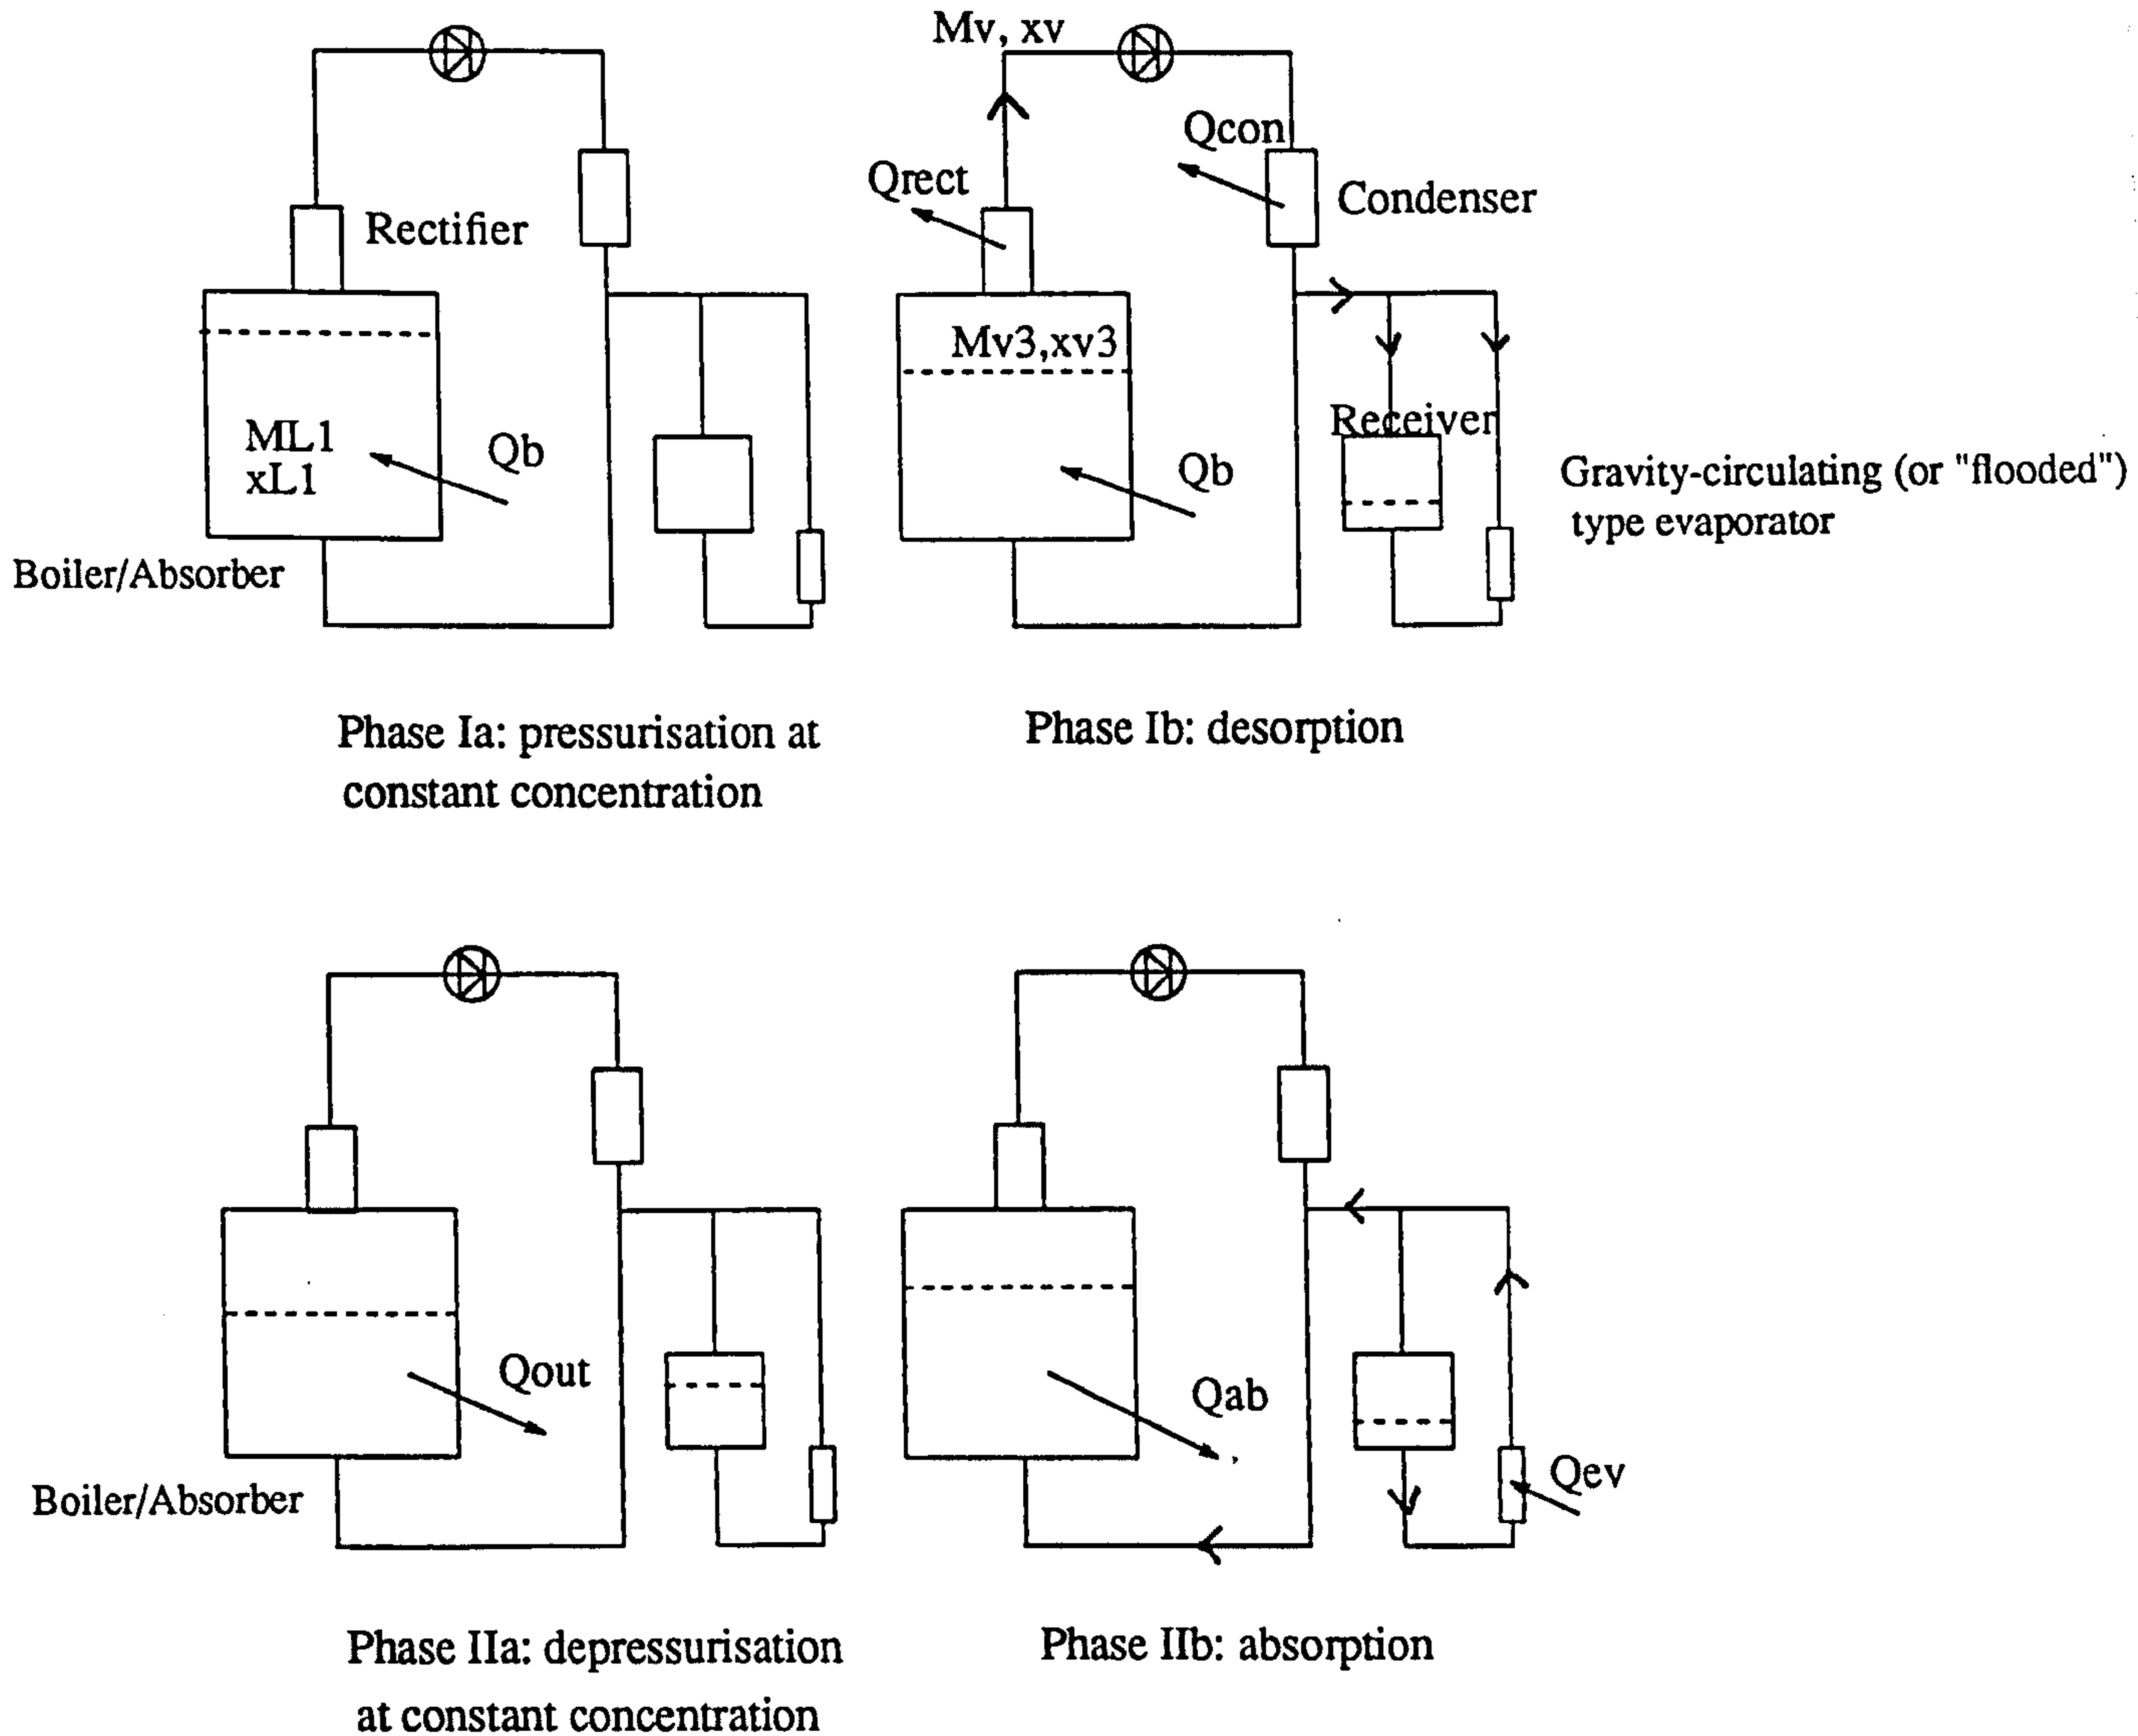 Rectifier
ML1
xL1
Qb
Boiler/Absorber
Phase Ia: pressurisation at
constant concentration
Mv, xv
Qcon
Qrect
Condenser
Mv3,xv3
Receiver
Qb
Gravity-circulating (or "flooded")
type evaporator
Phase Ib: desorption
Qout
Boiler/Absorber
Phase IIa: depressurisation
at constant concentration
Qab
Qev
Phase IIb: absorption